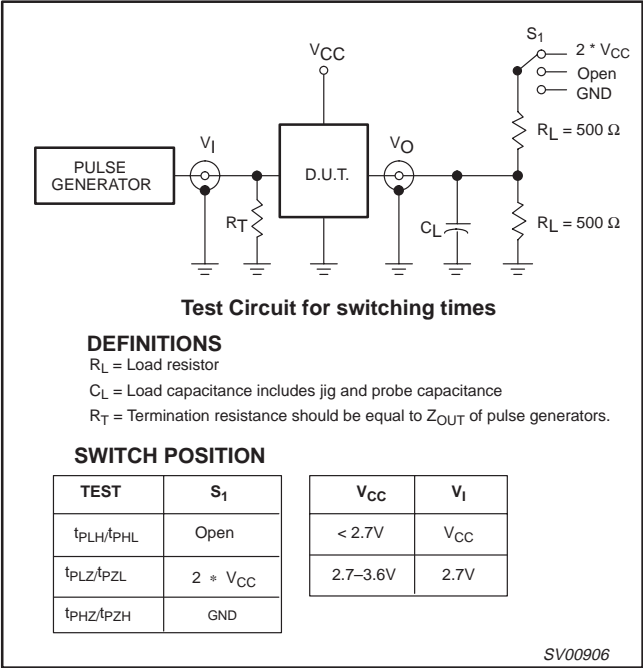 S1
2 * VCC
Open
GND
VCC
RL = 500 Ω
VI
VO
PULSE
GENERATOR
D.U.T.
RT
CL
RL = 500 Ω
Test Circuit for switching times
DEFINITIONS
RL = Load resistor
CL = Load capacitance includes jig and probe capacitance
RT = Termination resistance should be equal to ZOUT of pulse generators.
SWITCH POSITION
TEST S1
tPLH/tPHL Open
tPLZ/tPZL 2 * VCC
tPHZ/tPZH GND
VCC VI
< 2.7V VCC
2.7–3.6V 2.7V
SV00906